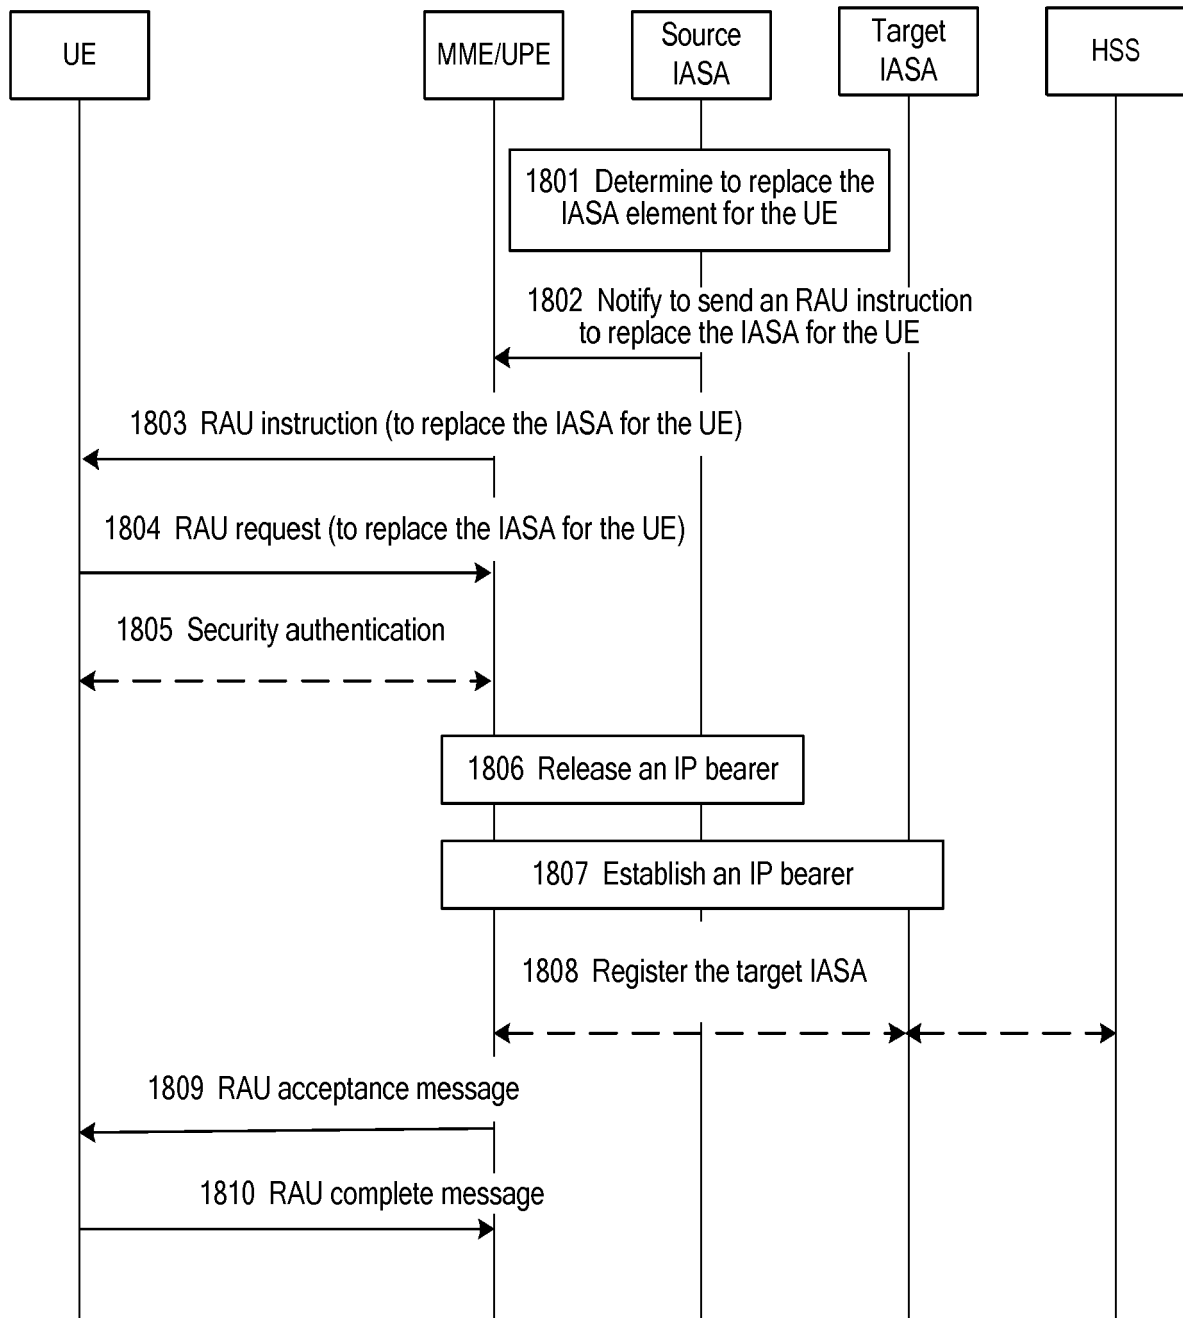 UE
MME/UPE
Source
IASA
Target
IASA
HSS
1801 Determine to replace the
IASA element for the UE
1802 Notify to send an RAU instruction
to replace the IASA for the UE
1803 RAU instruction (to replace the IASA for the UE)
1804 RAU request (to replace the IASA for the UE)
1805 Security authentication
1806 Release an IP bearer
1807 Establish an IP bearer
1808 Register the target IASA
1809 RAU acceptance message
1810 RAU complete message